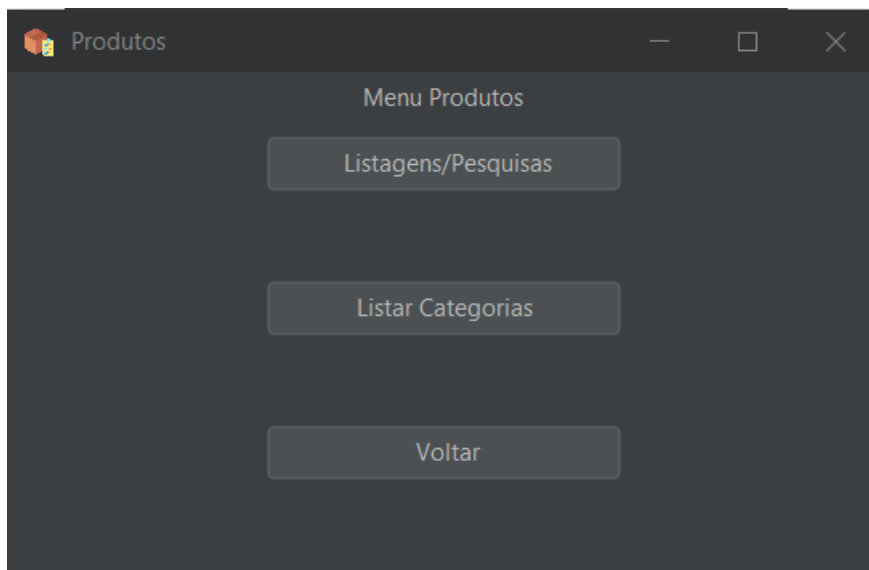 Produtos
Menu Produtos
Listagens/Pesquisas
Listar Categorias
Voltar